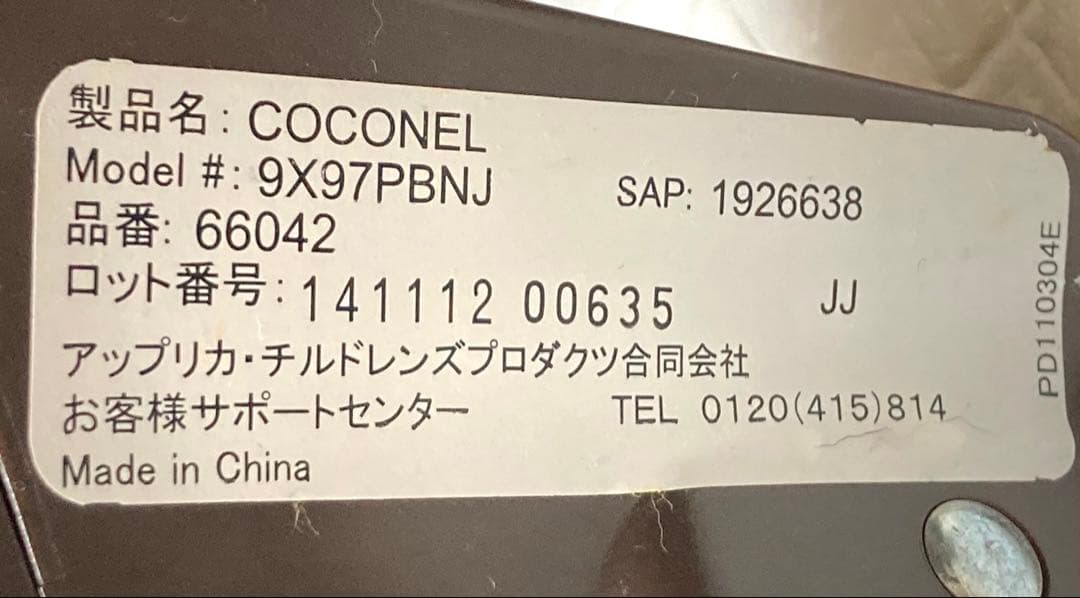 製品名: COCONEL
Model #: 9X97PBNJ SAP: 1926638
品番: 66042
ロット番号: 141112 00635 JJ
アップリカ・チルドレンズプロダクツ合同会社
お客様サポートセンター TEL 0120(415)814
Made in China
PD110304E